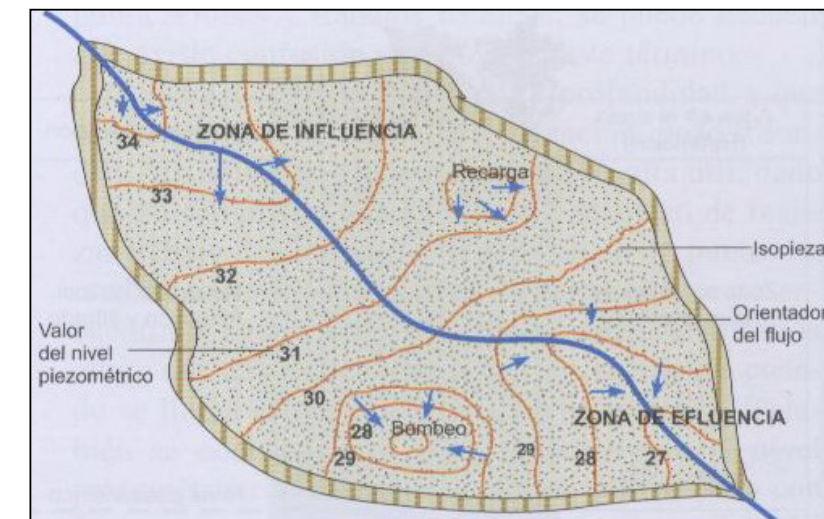 34
ZONA DE INFLUENCIA
Recarga
33
Isopieza
32
Valor
del nivel
piezométrico
31
Orientador
del flujo
30
28
Bombeo
29
29
28
27
ZONA DE EFLUENCIA